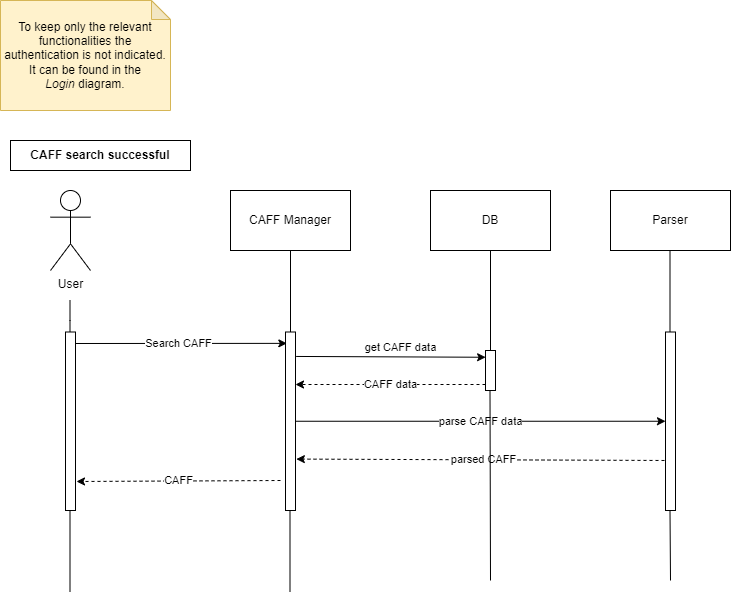 To keep only the relevant
functionalities the
authentication is not indicated.
It can be found in the
Login diagram.
CAFF search successful
User
CAFF Manager
DB
Parser
Search CAFF
get CAFF data
CAFF data
parse CAFF data
parsed CAFF
CAFF